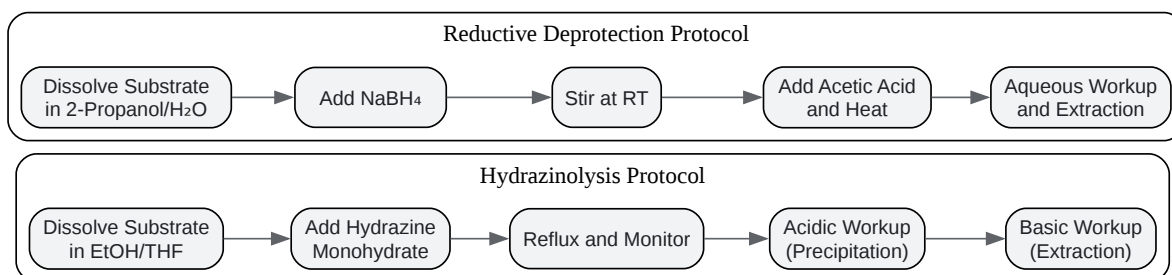 Reductive Deprotection Protocol
Dissolve Substrate
in 2-Propanol/H₂O
Add NaBH₄
Stir at RT
Add Acetic Acid
and Heat
Aqueous Workup
and Extraction
Hydrazinolysis Protocol
Dissolve Substrate
in EtOH/THF
Add Hydrazine
Monohydrate
Reflux and Monitor
Acidic Workup
(Precipitation)
Basic Workup
(Extraction)